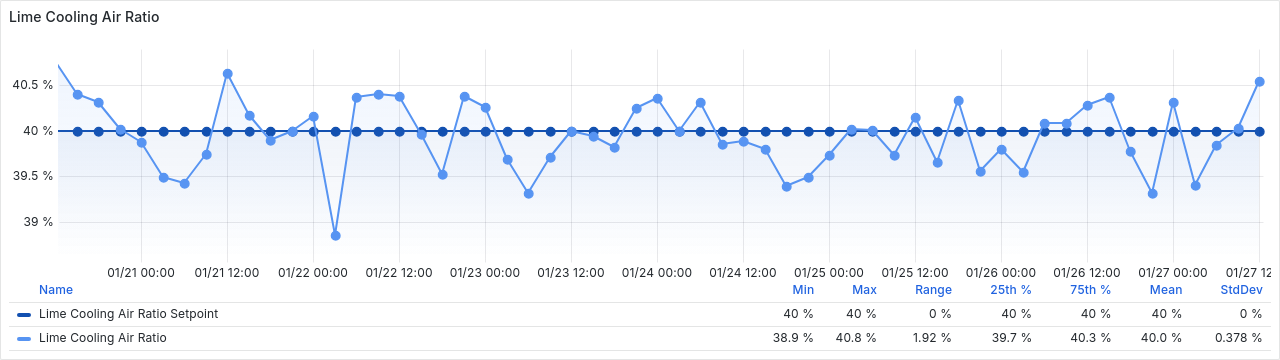 Lime Cooling Air Ratio
40.5 %
40 %
39.5 %
39 %
01/21 00:00 01/21 12:00 01/22 00:00 01/22 12:00 01/23 00:00 01/23 12:00 01/24 00:00 01/24 12:00 01/25 00:00 01/25 12:00 01/26 00:00 01/26 12:00 01/27 00:00 01/27 12
Name Min Max Range 25th % 75th % Mean StdDev
Lime Cooling Air Ratio Setpoint 40 % 40 % 0 % 40 % 40 % 40 % 0 %
Lime Cooling Air Ratio 38.9 % 40.8 % 1.92 % 39.7 % 40.3 % 40.0 % 0.378 %